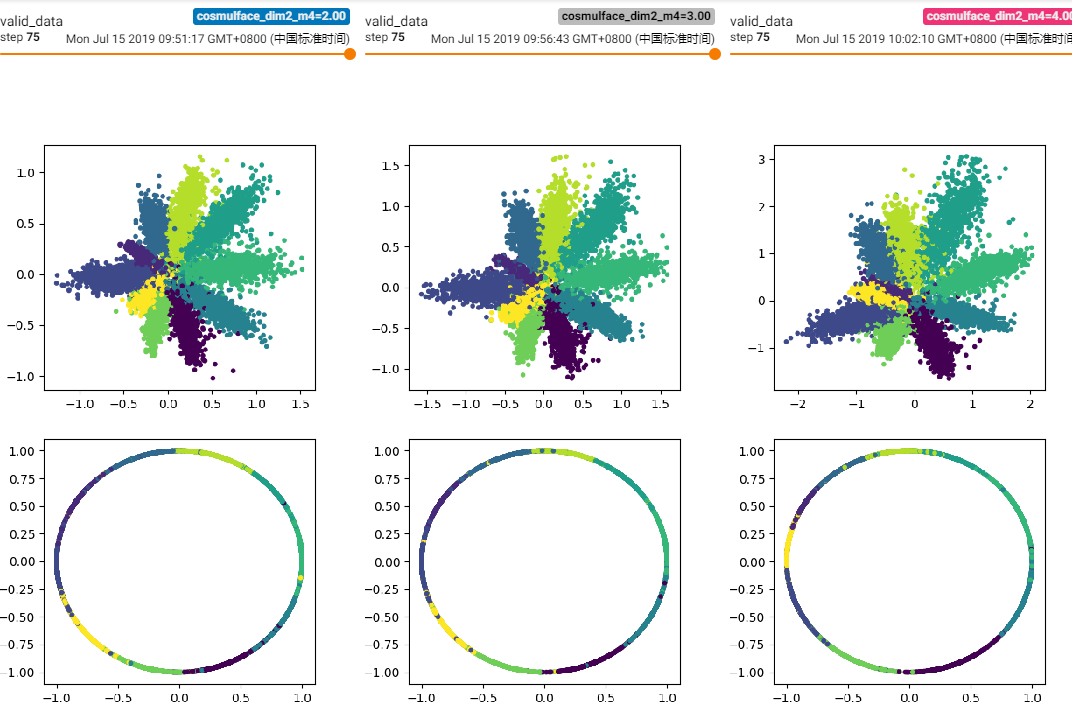 cosmulface_dim2_m4=2.00
valid_data
step 75 Mon Jul 15 2019 09:51:17 GMT+0800 (中国标准时间)
1.0
0.5
0.0
−0.5
−1.0
−1.0 −0.5 0.0 0.5 1.0 1.5
1.00
0.75
0.50
0.25
0.00
−0.25
−0.50
−0.75
−1.00
−1.0 −0.5 0.0 0.5 1.0
cosmulface_dim2_m4=3.00
valid_data
step 75 Mon Jul 15 2019 09:56:43 GMT+0800 (中国标准时间)
1.5
1.0
0.5
0.0
−0.5
−1.0
−1.5 −1.0 −0.5 0.0 0.5 1.0 1.5
1.00
0.75
0.50
0.25
0.00
−0.25
−0.50
−0.75
−1.00
−1.0 −0.5 0.0 0.5 1.0
cosmulface_dim2_m4=4.00
valid_data
step 75 Mon Jul 15 2019 10:02:10 GMT+0800 (中国标准时间
3
2
1
0
−1
−2 −1 0 1 2
1.00
0.75
0.50
0.25
0.00
−0.25
−0.50
−0.75
−1.00
−1.0 −0.5 0.0 0.5 1.0